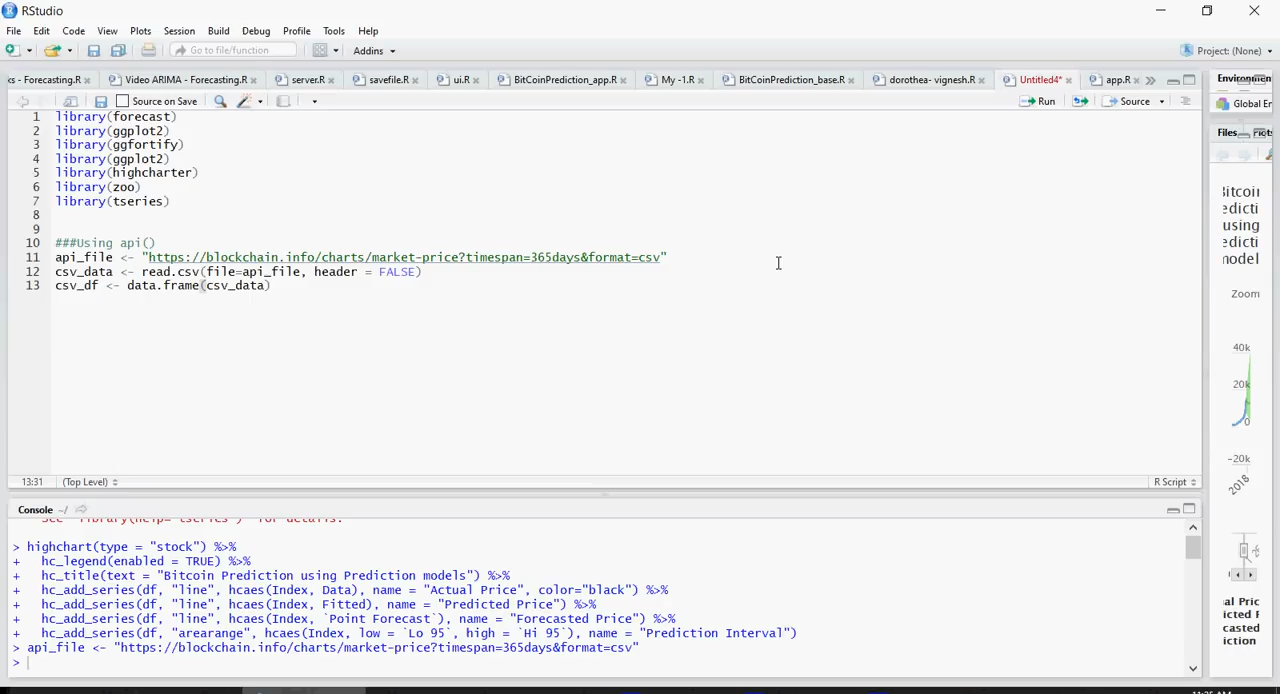 RStudio
File Edit Code View Plots Session Build Debug Profile Tools Help
Go to file/function Addins Project: (None)
ks - Forecasting.R Video ARIMA - Forecasting.R server.R savefile.R ui.R BitCoinPrediction_app.R My -1.R BitCoinPrediction_base.R dorothea- vignesh.R Untitled4* app.R
Source on Save Run Source
1 library(forecast)
2 library(ggplot2)
3 library(ggfortify)
4 library(ggplot2)
5 library(highcharter)
6 library(zoo)
7 library(tseries)
8
9
10 ###Using api()
11 api_file <- "https://blockchain.info/charts/market-price?timespan=365days&format=csv"
12 csv_data <- read.csv(file=api_file, header = FALSE)
13 csv_df <- data.frame(csv_data)
13:31 (Top Level) R Script
Console ~/
> highchart(type = "stock") %>%
+ hc_legend(enabled = TRUE) %>%
+ hc_title(text = "Bitcoin Prediction using Prediction models") %>%
+ hc_add_series(df, "line", hcaes(Index, Data), name = "Actual Price", color="black") %>%
+ hc_add_series(df, "line", hcaes(Index, Fitted), name = "Predicted Price") %>%
+ hc_add_series(df, "line", hcaes(Index, `Point Forecast`), name = "Forecasted Price") %>%
+ hc_add_series(df, "arearange", hcaes(Index, low = `Lo 95`, high = `Hi 95`), name = "Prediction Interval")
> api_file <- "https://blockchain.info/charts/market-price?timespan=365days&format=csv"
>
Environmen
Global En
Files
Zoom
40k
20k
0
-20k
2018